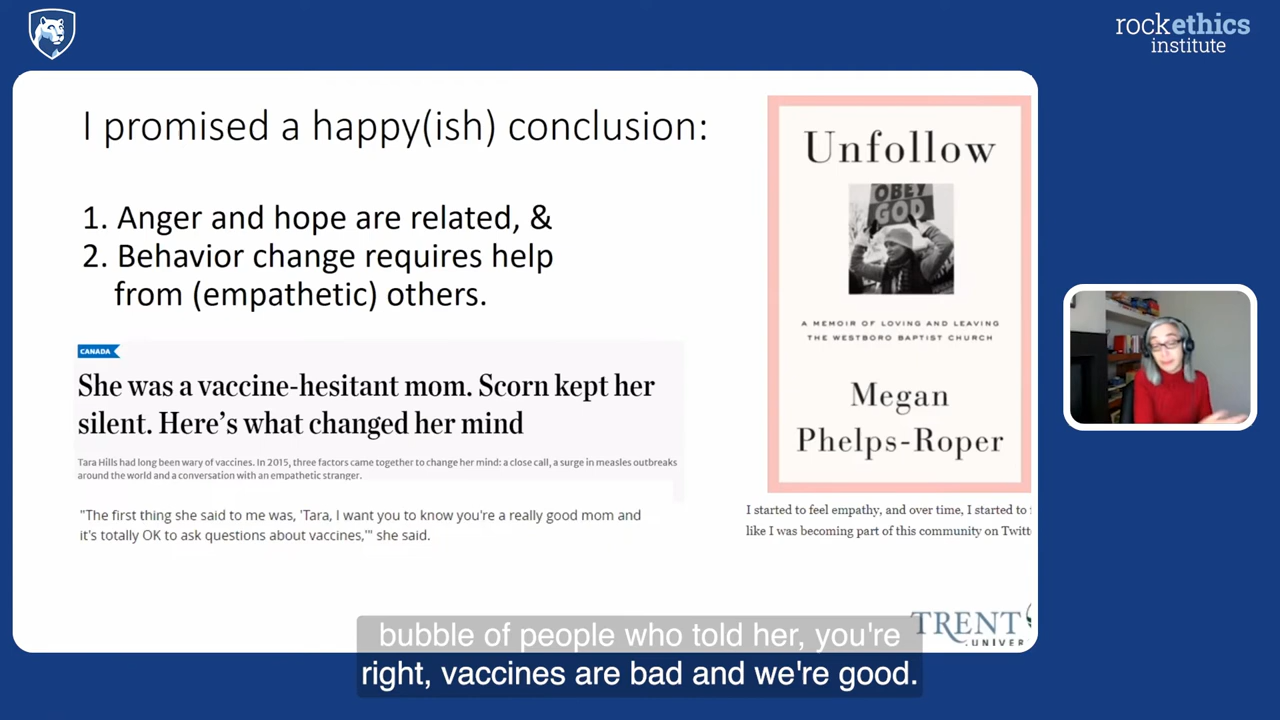 rockethics
institute
I promised a happy(ish) conclusion:
1. Anger and hope are related, &
2. Behavior change requires help
from (empathetic) others.
CANADA
She was a vaccine-hesitant mom. Scorn kept her
silent. Here's what changed her mind
Tara Hills had long been wary of vaccines. In 2015, three factors came together to change her mind: a close call, a surge in measles outbreaks
around the world and a conversation with an empathetic stranger.
"The first thing she said to me was, 'Tara, I want you to know you're a really good mom and
it's totally OK to ask questions about vaccines,'" she said.
Unfollow
OBEY
GOD
A MEMOIR OF LOVING AND LEAVING
THE WESTBORO BAPTIST CHURCH
Megan
Phelps-Roper
I started to feel empathy, and over time, I started to
like I was becoming part of this community on
TRENT
bubble of people who told her, you're
right, vaccines are bad and we're good.